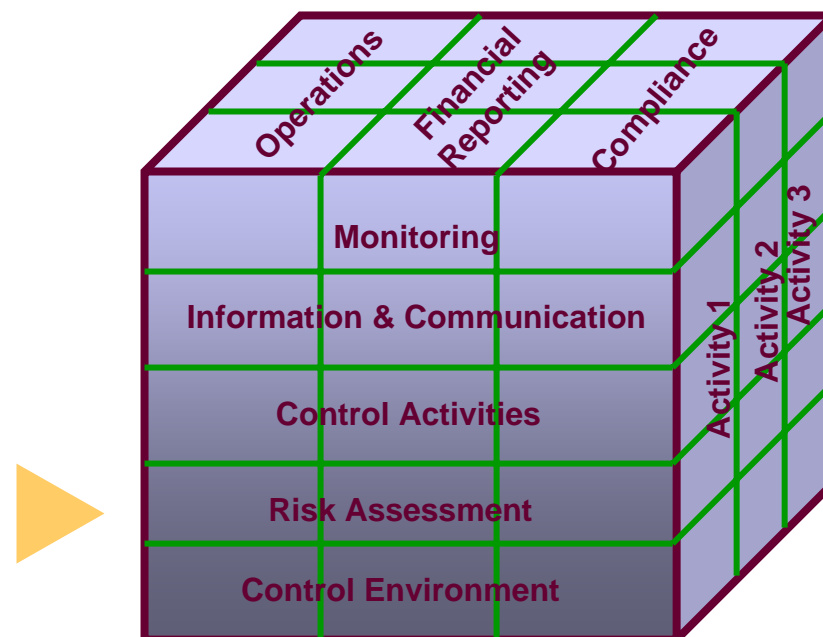 Operations
Financial
Reporting
Compliance
Monitoring
Information & Communication
Control Activities
Risk Assessment
Control Environment
Activity 1
Activity 2
Activity 3